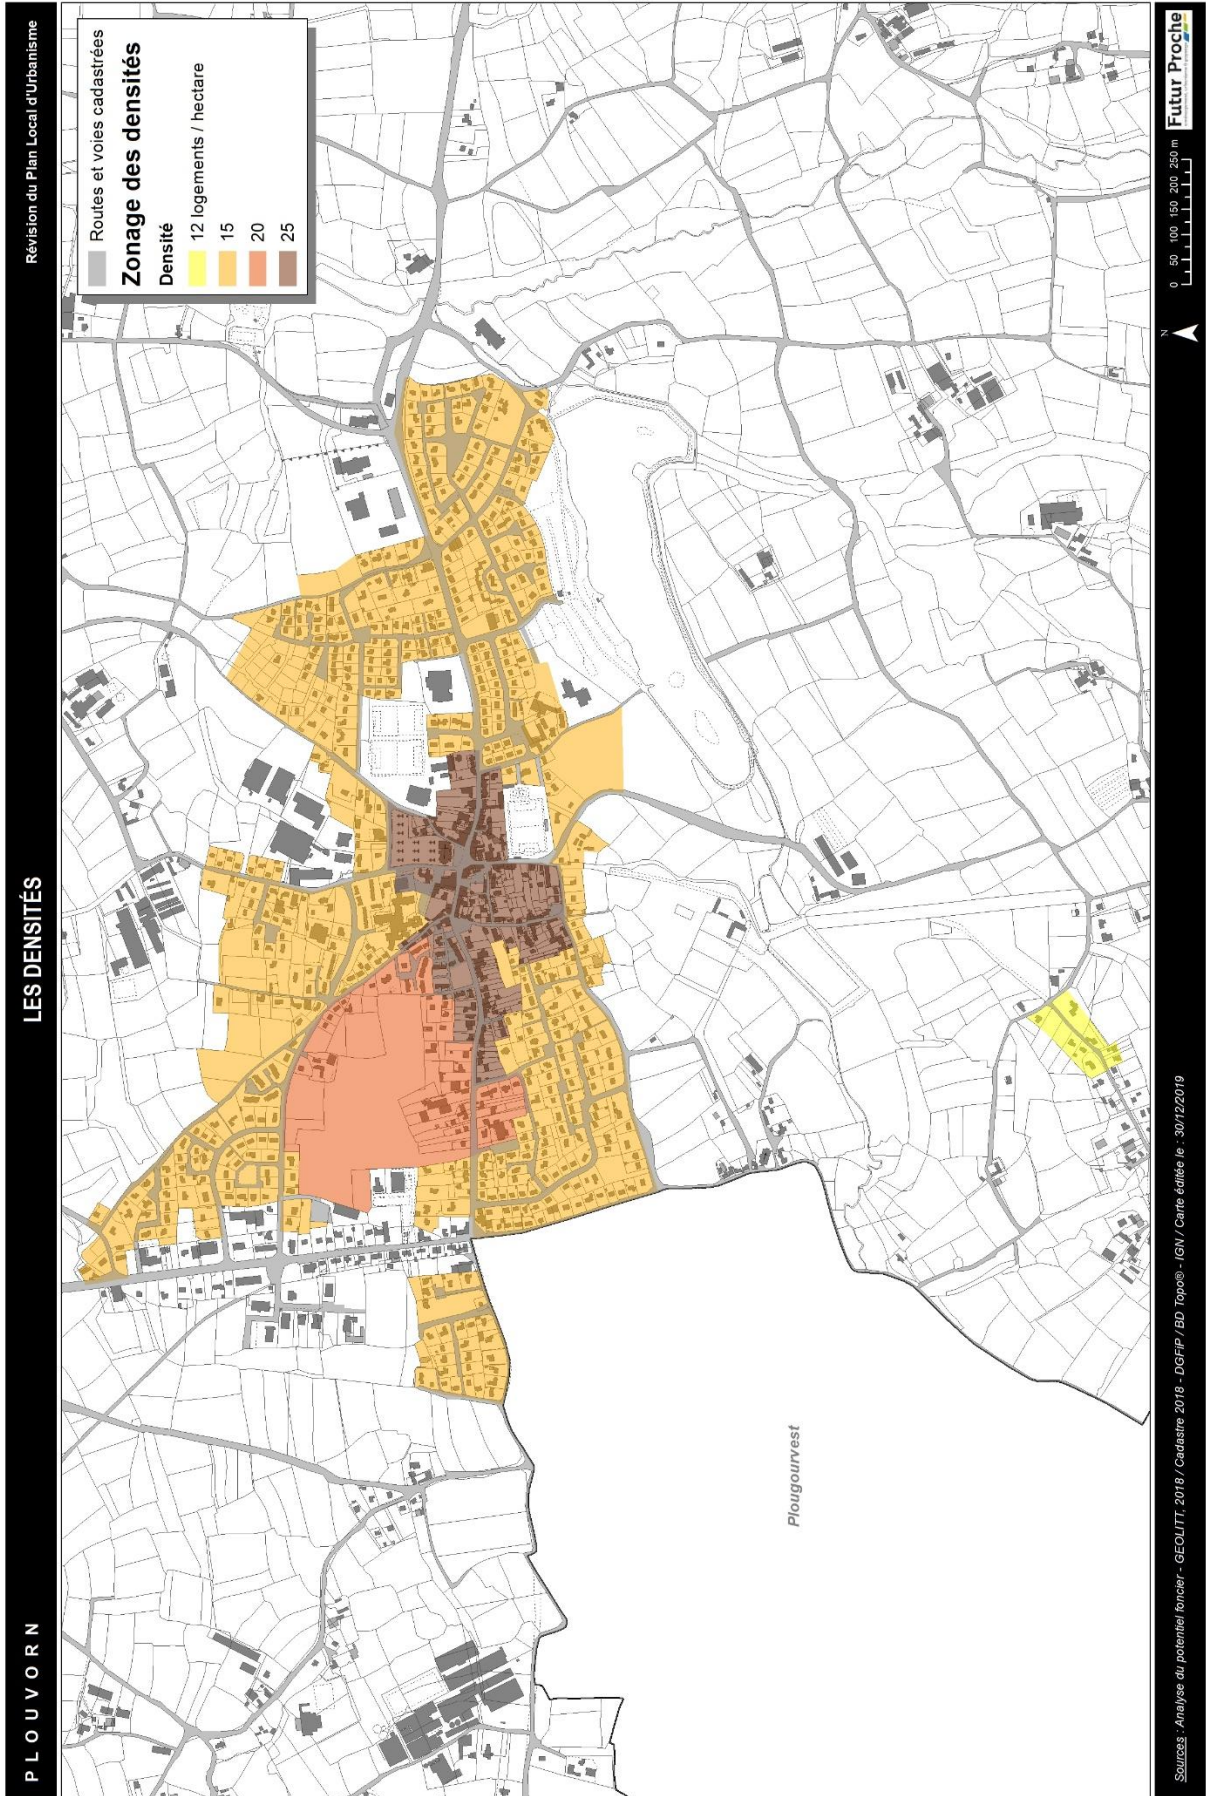 PLOUVORN
LES DENSITÉS
Révision du Plan Local d'Urbanisme
Routes et voies cadastrées
Zonage des densités
Densité
12 logements / hectare
15
20
25
Plougourvest
Sources : Analyse du potentiel foncier - GEOLITT, 2018 / Cadastre 2018 - DGFiP / BD Topo® - IGN / Carte éditée le : 30/12/2019
N
0 50 100 150 200 250 m
Futur Proche